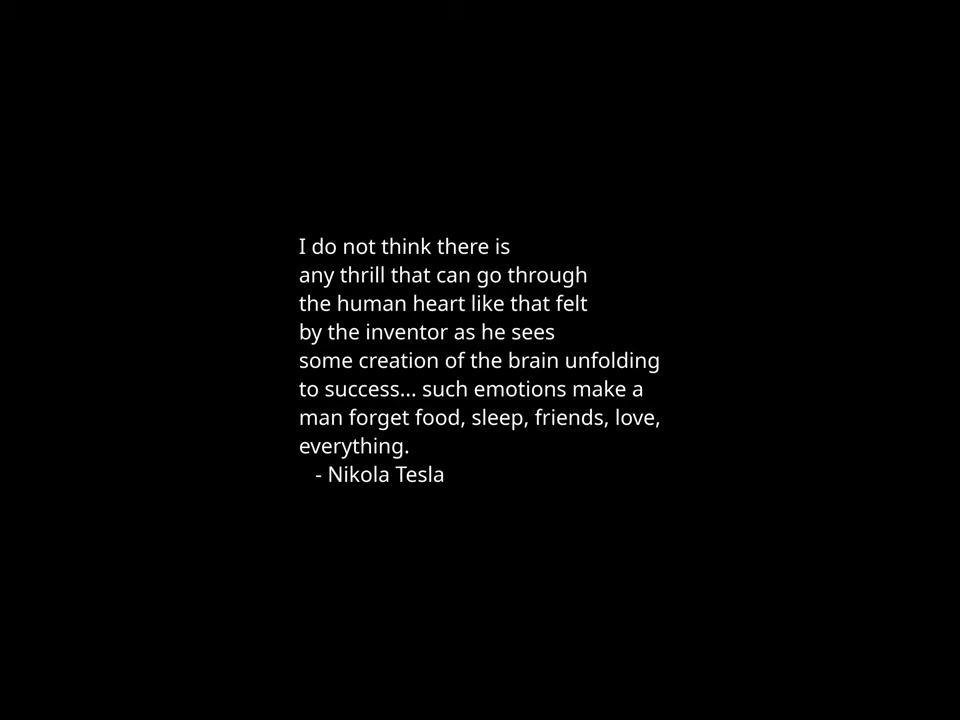 I do not think there is
any thrill that can go through
the human heart like that felt
by the inventor as he sees
some creation of the brain unfolding
to success... such emotions make a
man forget food, sleep, friends, love,
everything.
- Nikola Tesla